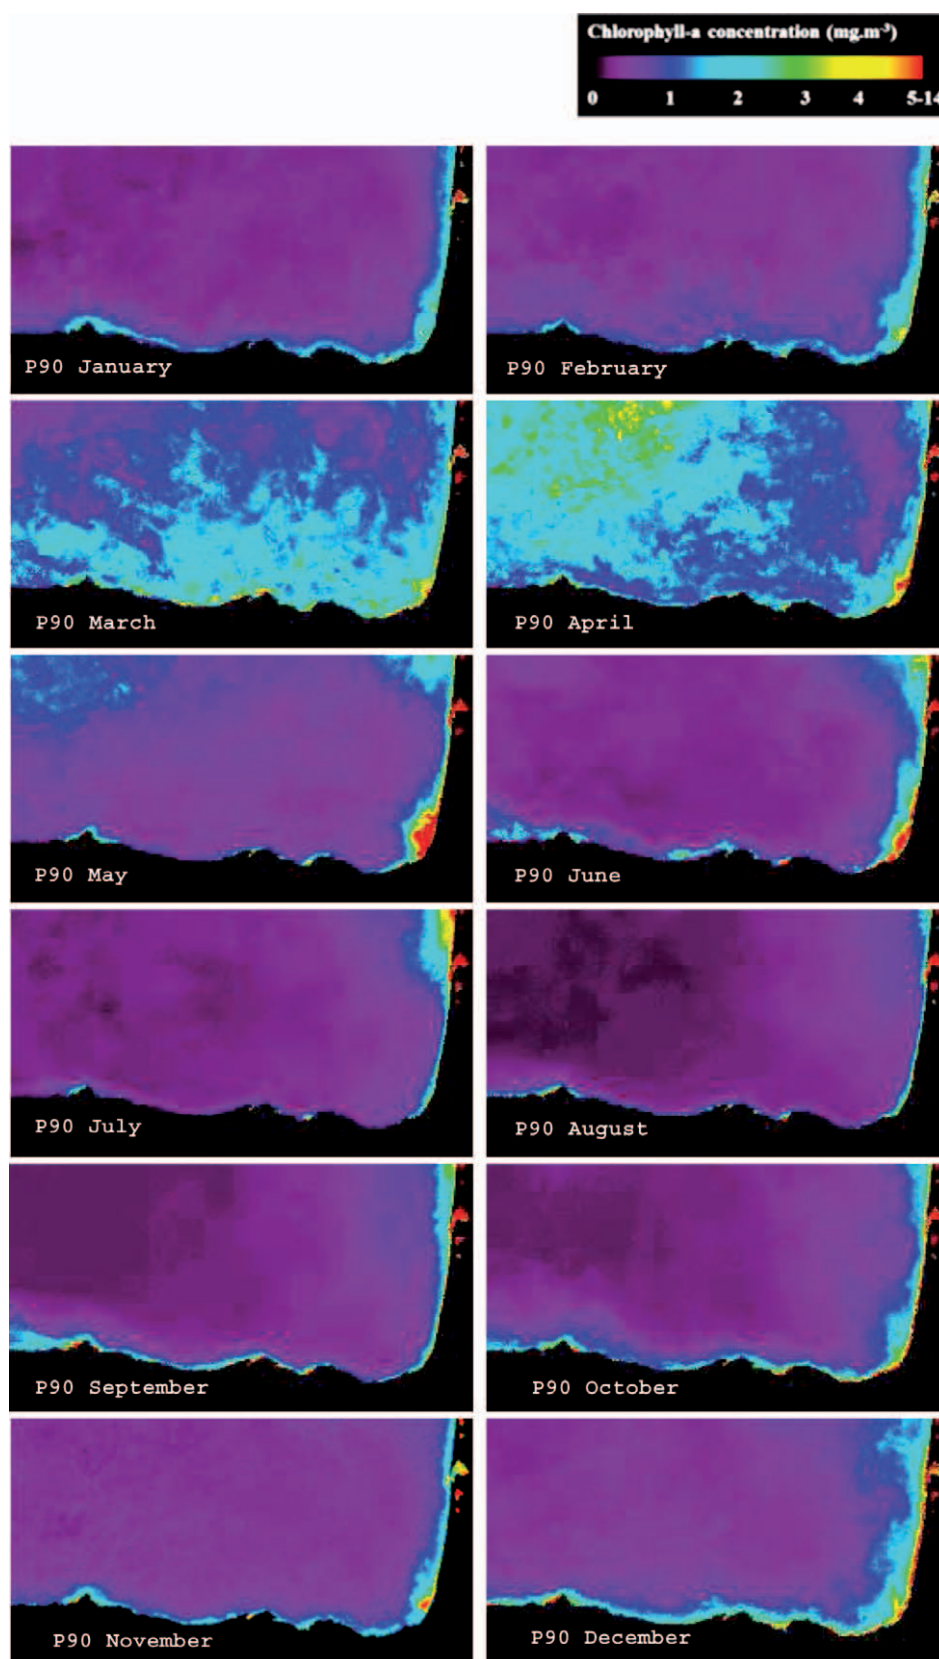 Chlorophyll-a concentration (mg.m-3)
0 1 2 3 4 5-14
P90 January
P90 February
P90 March
P90 April
P90 May
P90 June
P90 July
P90 August
P90 September
P90 October
P90 November
P90 December